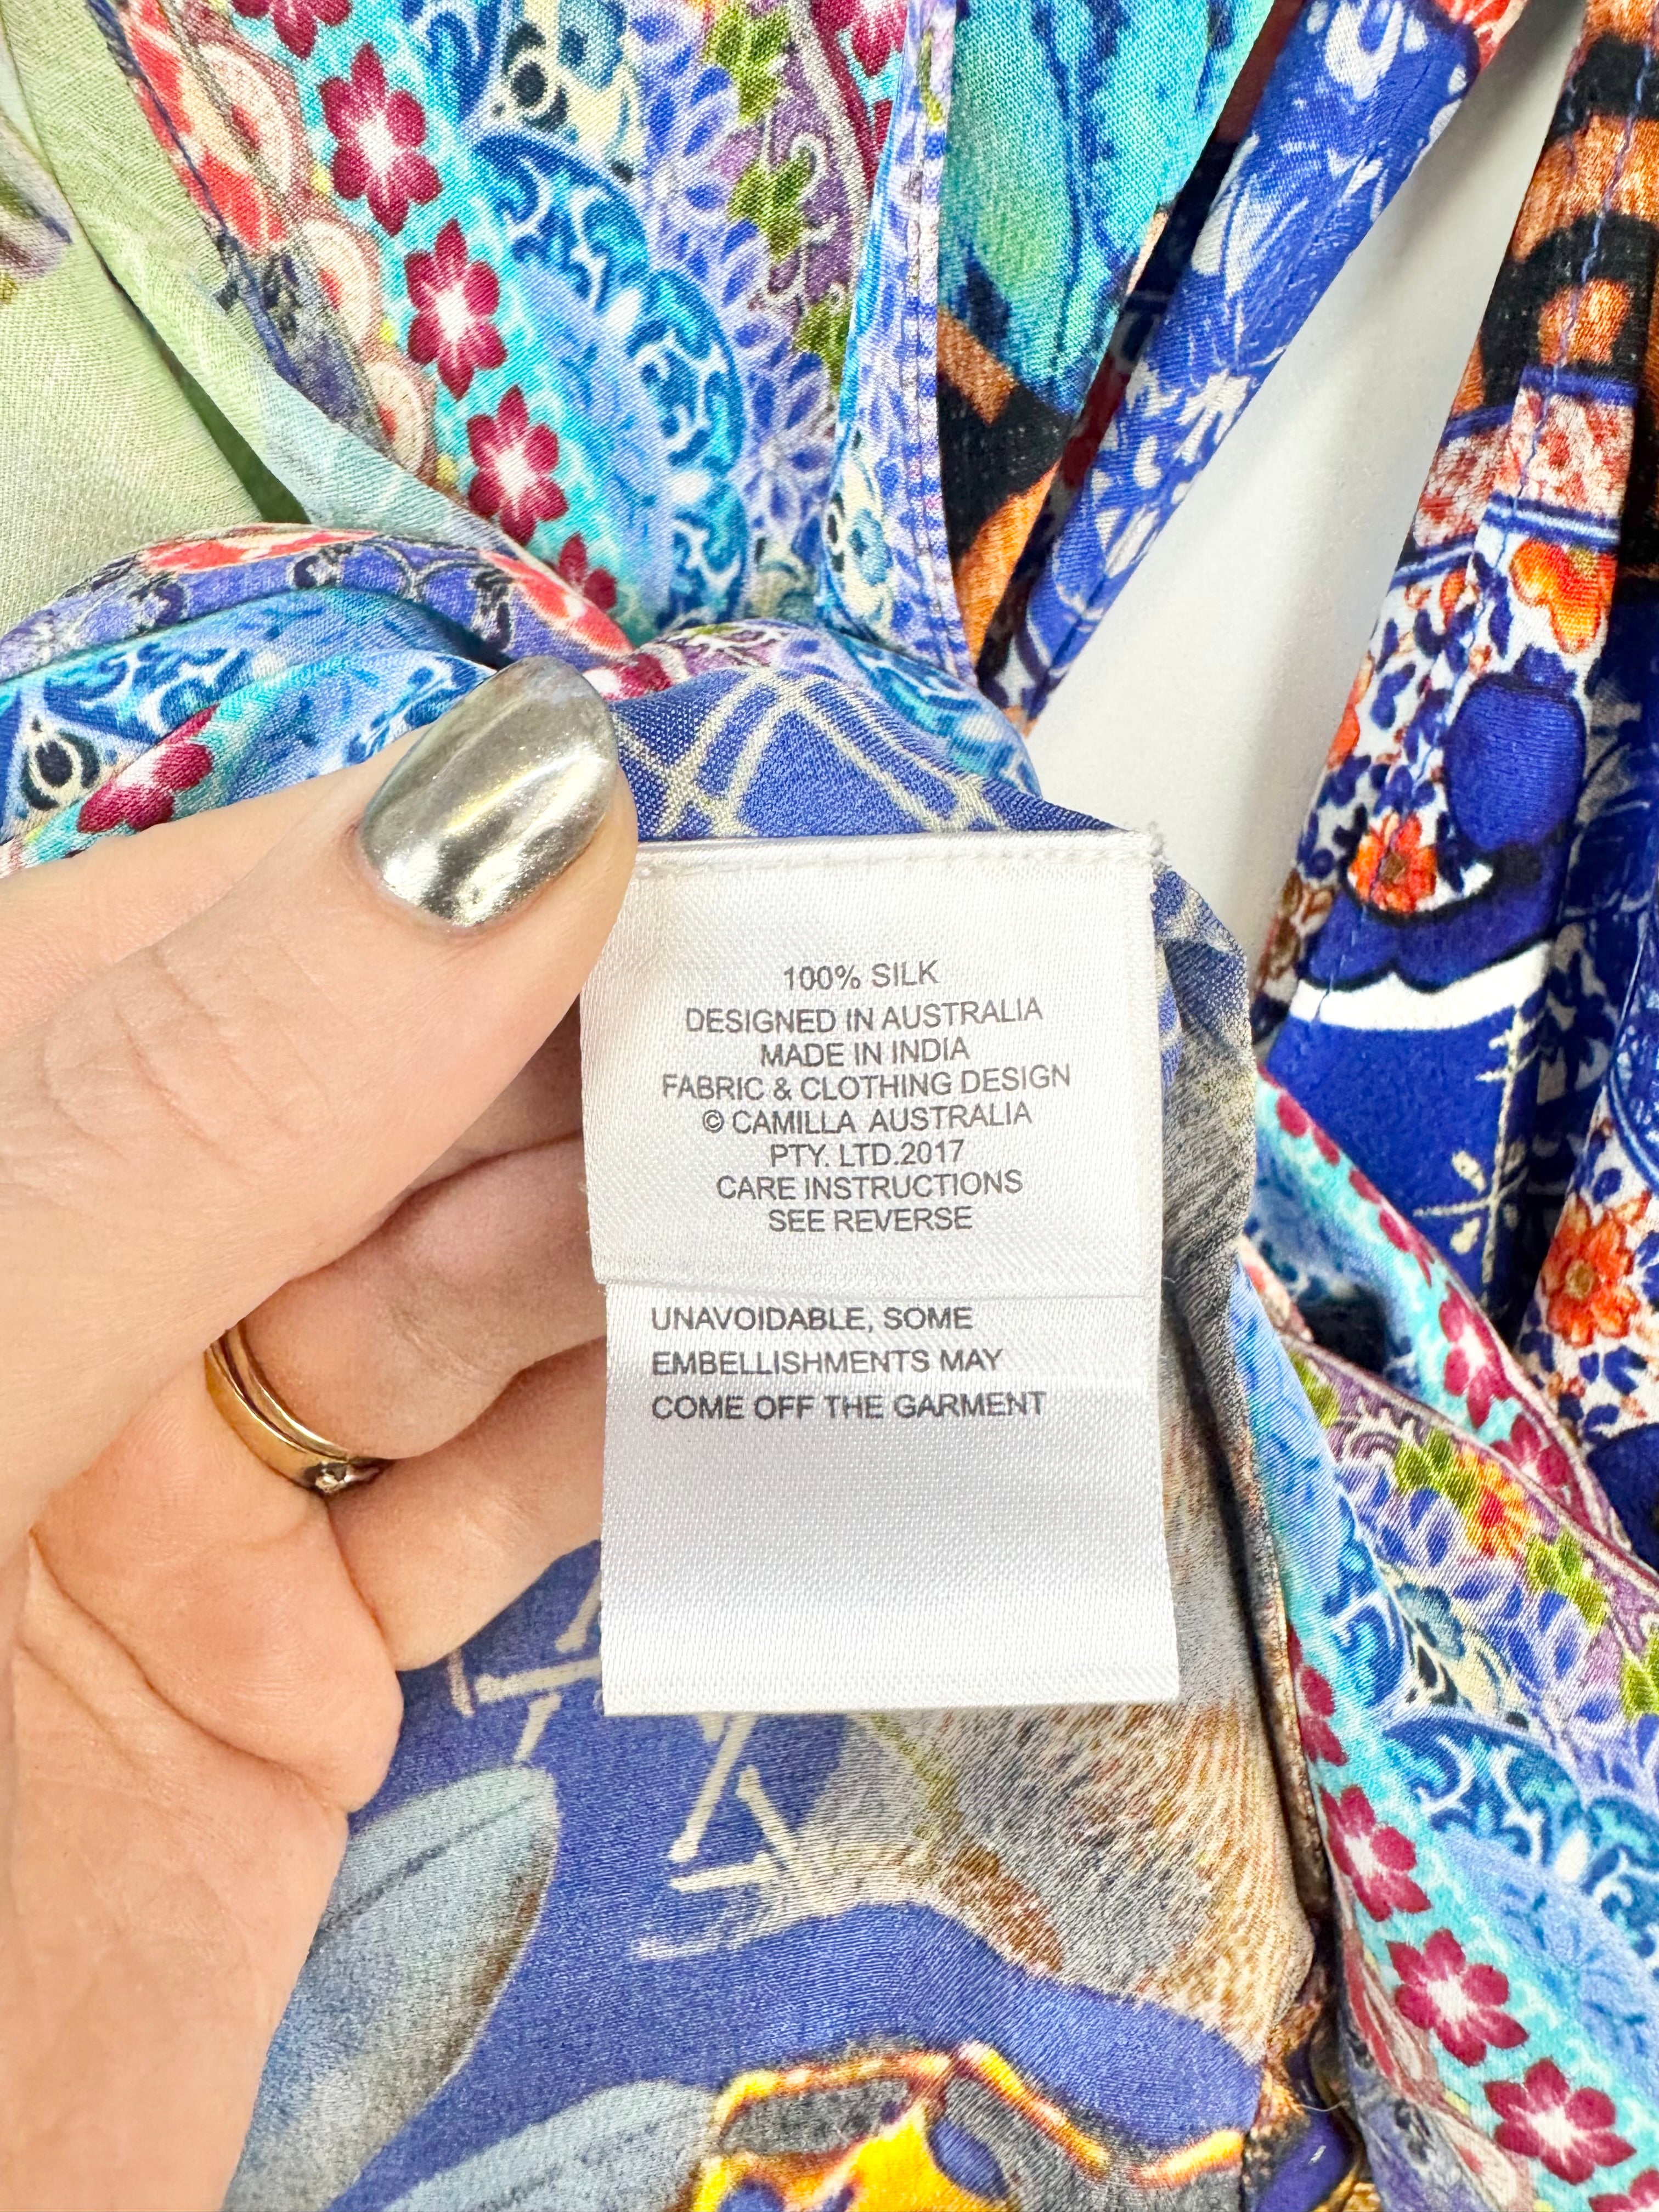 100% SILK
DESIGNED IN AUSTRALIA
MADE IN INDIA
FABRIC & CLOTHING DESIGN
© CAMILLA AUSTRALIA
PTY. LTD.2017
CARE INSTRUCTIONS
SEE REVERSE
UNAVOIDABLE, SOME
EMBELLISHMENTS MAY
COME OFF THE GARMENT